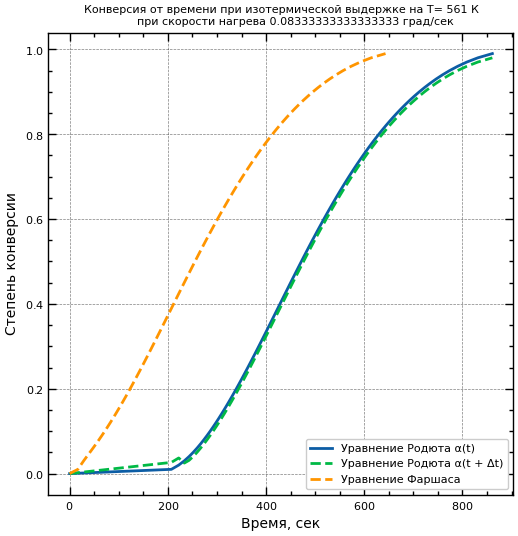 Конверсия от времени при изотермической выдержке на T= 561 K
при скорости нагрева 0.08333333333333333 град/сек
1.0
0.8
0.6
0.4
0.2
0.0
Степень конверсии
0 200 400 600 800
Время, сек
Уравнение Родюта α(t)
Уравнение Родюта α(t + Δt)
Уравнение Фаршаса